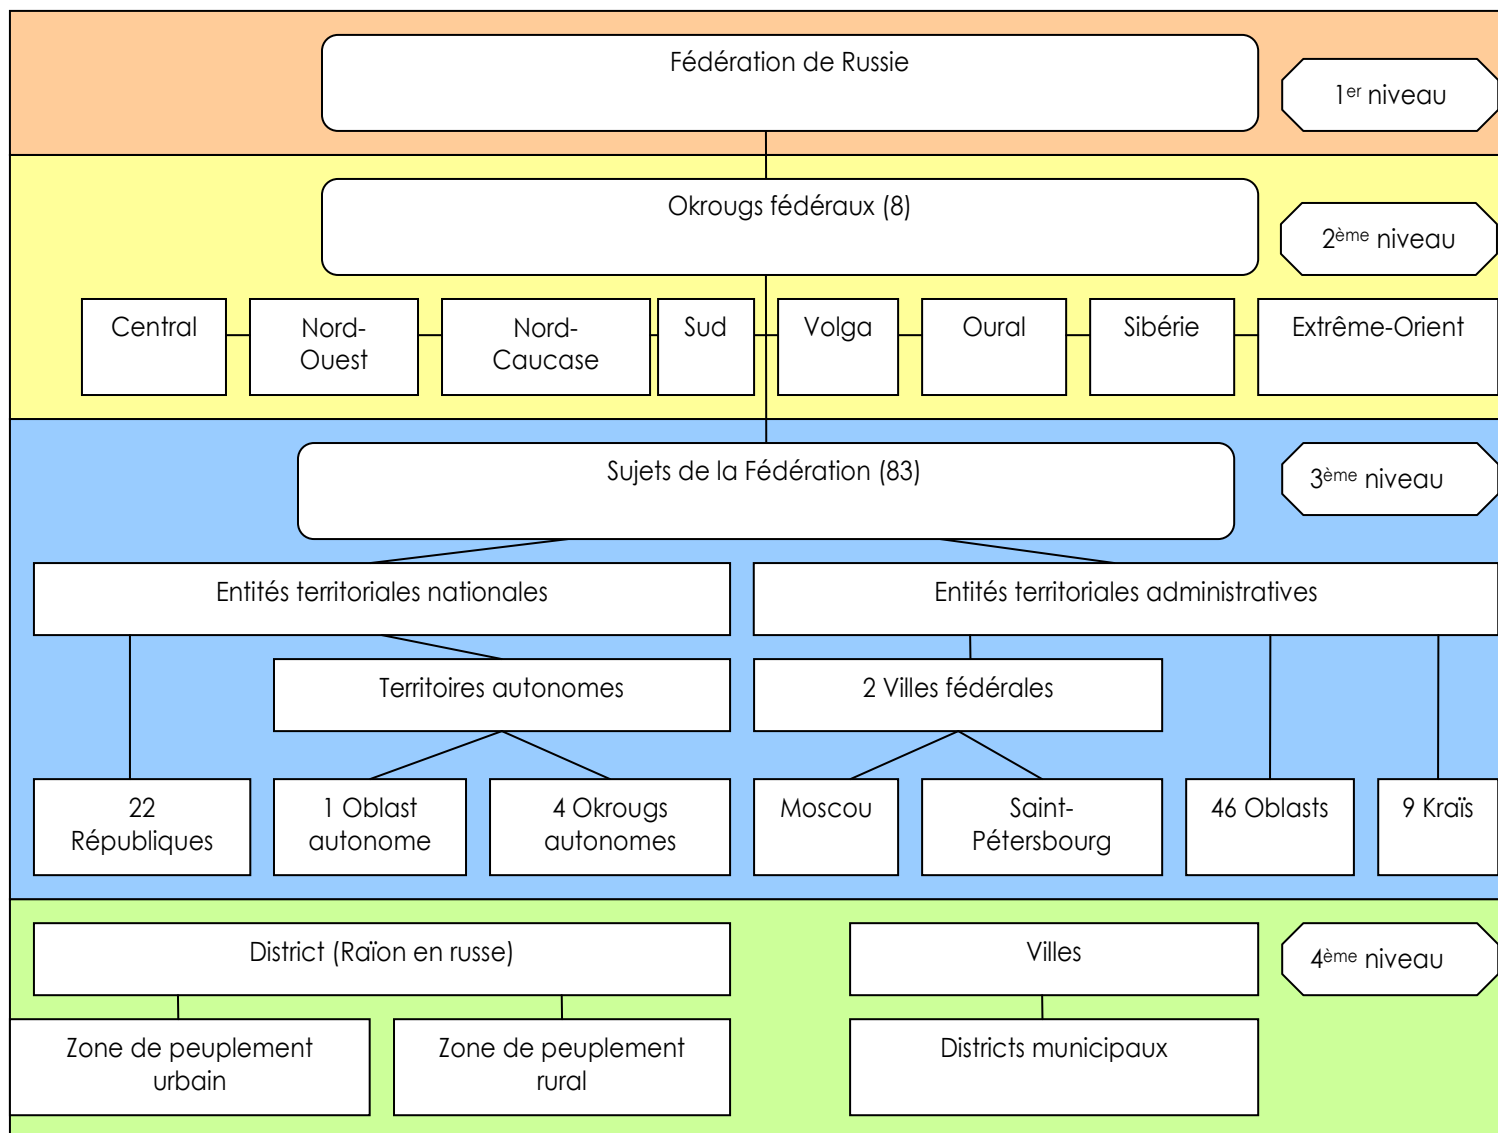 Fédération de Russie
1er niveau
Okrougs fédéraux (8)
2ème niveau
Central
Nord-
Ouest
Nord-
Caucase
Sud
Volga
Oural
Sibérie
Extrême-Orient
Sujets de la Fédération (83)
3ème niveau
Entités territoriales nationales
Entités territoriales administratives
Territoires autonomes
2 Villes fédérales
22
Républiques
1 Oblast
autonome
4 Okrougs
autonomes
Moscou
Saint-
Pétersbourg
46 Oblasts
9 Kraïs
District (Raïon en russe)
Villes
4ème niveau
Zone de peuplement
urbain
Zone de peuplement
rural
Districts municipaux